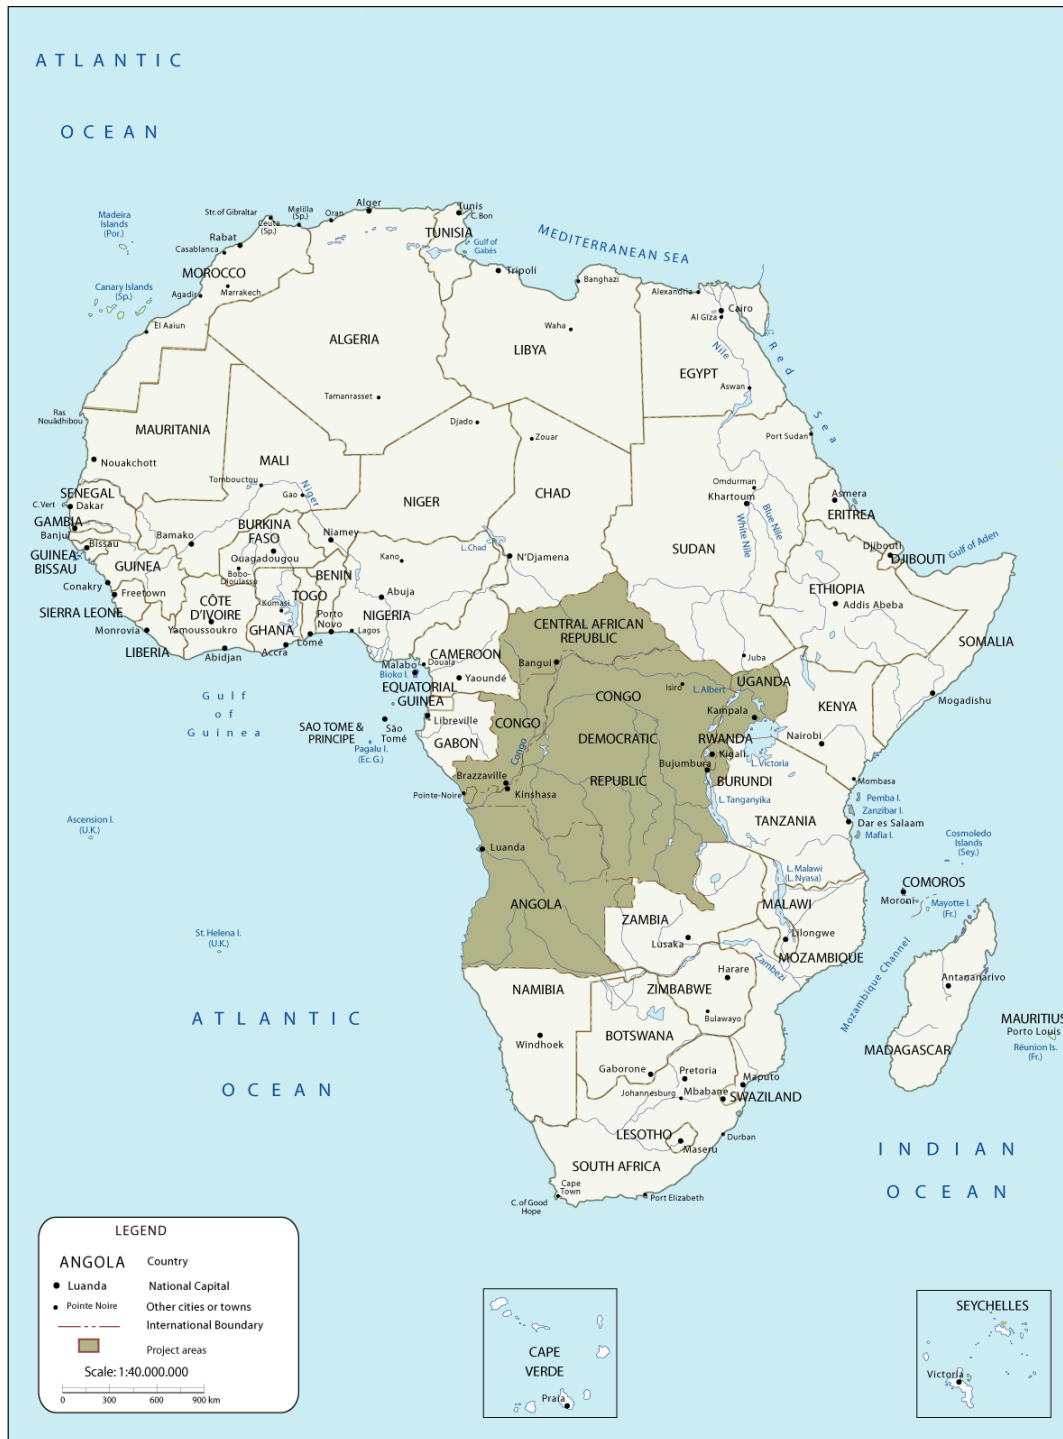 ATLANTIC
OCEAN
Madeira
Islands
(Por.)
Canary Islands
(Sp.)
Str. of Gibraltar
Ceuta
(Sp.)
Melilla
(Sp.)
Oran
Alger
Tunis
C. Bon
TUNISIA
Gulf of
Gabès
MEDITERRANEAN SEA
Rabat
Casablanca
MOROCCO
Agadir
Marrakech
El Aaiun
Tripoli
Banghazi
Alexandria
Cairo
Al Gîza
Waha
ALGERIA
LIBYA
Nile
EGYPT
Aswan
Red Sea
Tamanrasset
Ras
Nouâdhibou
MAURITANIA
Djado
Zouar
Port Sudan
Nouakchott
MALI
Tombouctou
Gao
Niger
NIGER
CHAD
Omdurman
Khartoum
Asmera
ERITREA
SENEGAL
C. Vert
Dakar
GAMBIA
Banjul
Bissau
GUINEA-
BISSAU
Bamako
BURKINA
FASO
Ouagadougou
Bobo-
Dioulasso
Niamey
Kano
L. Chad
N'Djamena
SUDAN
White Nile
Blue Nile
Djibouti
DJIBOUTI
Gulf of Aden
GUINEA
Conakry
Freetown
SIERRA LEONE
Monrovia
LIBERIA
CÔTE
D'IVOIRE
Yamoussoukro
Abidjan
Kumasi
GHANA
Accra
TOGO
Lomé
BENIN
Porto
Novo
Lagos
Abuja
NIGERIA
ETHIOPIA
Addis Abeba
SOMALIA
CENTRAL AFRICAN
REPUBLIC
Bangui
CAMEROON
Douala
Yaoundé
Malabo
Bioko I.
EQUATORIAL
GUINEA
Juba
Isiro
L. Albert
UGANDA
Kampala
KENYA
Nairobi
Mogadishu
Gulf
of
Guinea
SAO TOME &
PRINCIPE
São
Tomé
Pagalu I.
(Ec. G.)
Libreville
GABON
CONGO
Congo
CONGO
DEMOCRATIC
REPUBLIC
RWANDA
Kigali
L. Victoria
Bujumbura
BURUNDI
Mombasa
Brazzaville
Kinshasa
Pointe-Noire
L. Tanganyika
TANZANIA
Pemba I.
Zanzibar I.
Dar es Salaam
Mafia I.
Ascension I.
(U.K.)
Luanda
Cosmoledo
Islands
(Sey.)
L. Malawi
(L. Nyasa)
COMOROS
Moroni
Mayotte I.
(Fr.)
ANGOLA
ZAMBIA
Lusaka
MALAWI
Lilongwe
MOZAMBIQUE
St. Helena I.
(U.K.)
Zambezi
Harare
ZIMBABWE
Bulawayo
NAMIBIA
Windhoek
BOTSWANA
Gaborone
Mozambique Channel
Antananarivo
MADAGASCAR
MAURITIUS
Porto Louis
Réunion Is.
(Fr.)
ATLANTIC
OCEAN
Pretoria
Johannesburg
Mbabane
Maputo
SWAZILAND
LESOTHO
Maseru
Durban
SOUTH AFRICA
Cape
Town
C. of Good
Hope
Port Elizabeth
INDIAN
OCEAN
LEGEND
ANGOLA Country
Luanda National Capital
Pointe Noire Other cities or towns
International Boundary
Project areas
Scale: 1:40.000.000
0 300 600 900 km
CAPE
VERDE
Praia
SEYCHELLES
Victoria